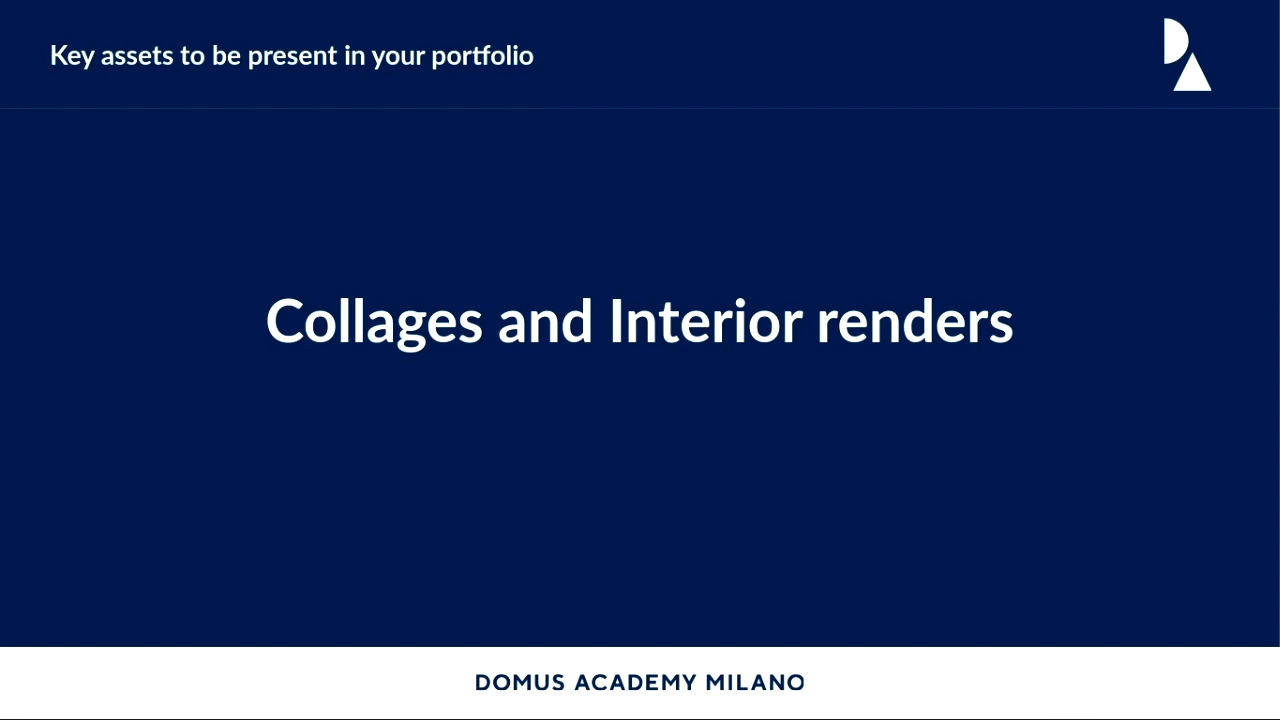 Key assets to be present in your portfolio
Collages and Interior renders
DOMUS ACADEMY MILANO